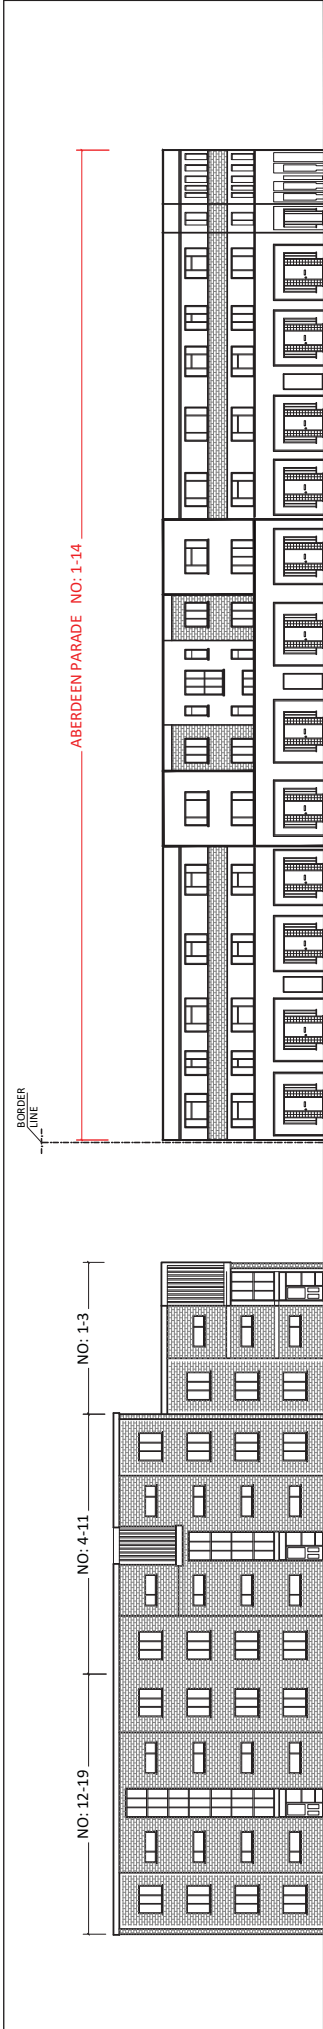 NO: 12-19
NO: 4-11
NO: 1-3
BORDER
LINE
ABERDEEN PARADE NO: 1-14